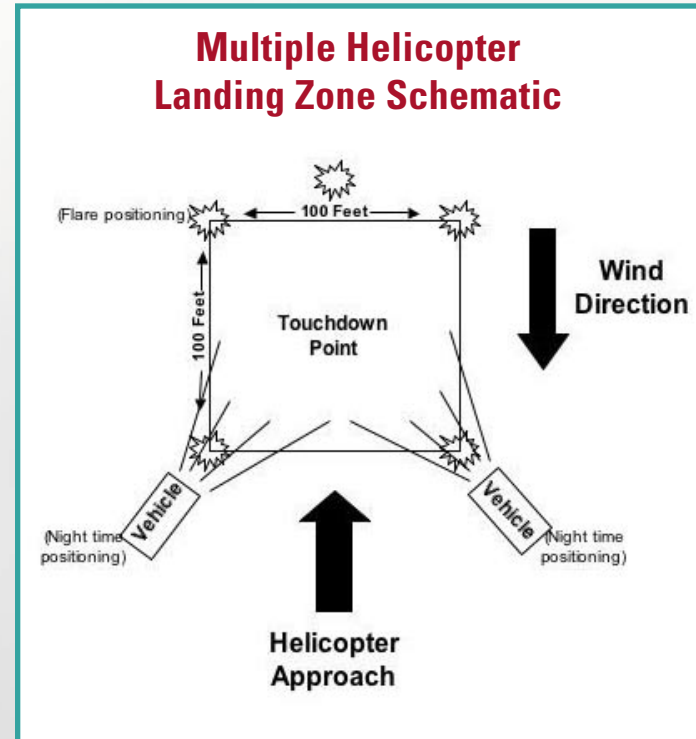 Multiple Helicopter
Landing Zone Schematic
(Flare positioning)
100 Feet
100 Feet
Wind
Direction
Touchdown
Point
Vehicle
Vehicle
(Night time
positioning)
(Night time
positioning)
Helicopter
Approach